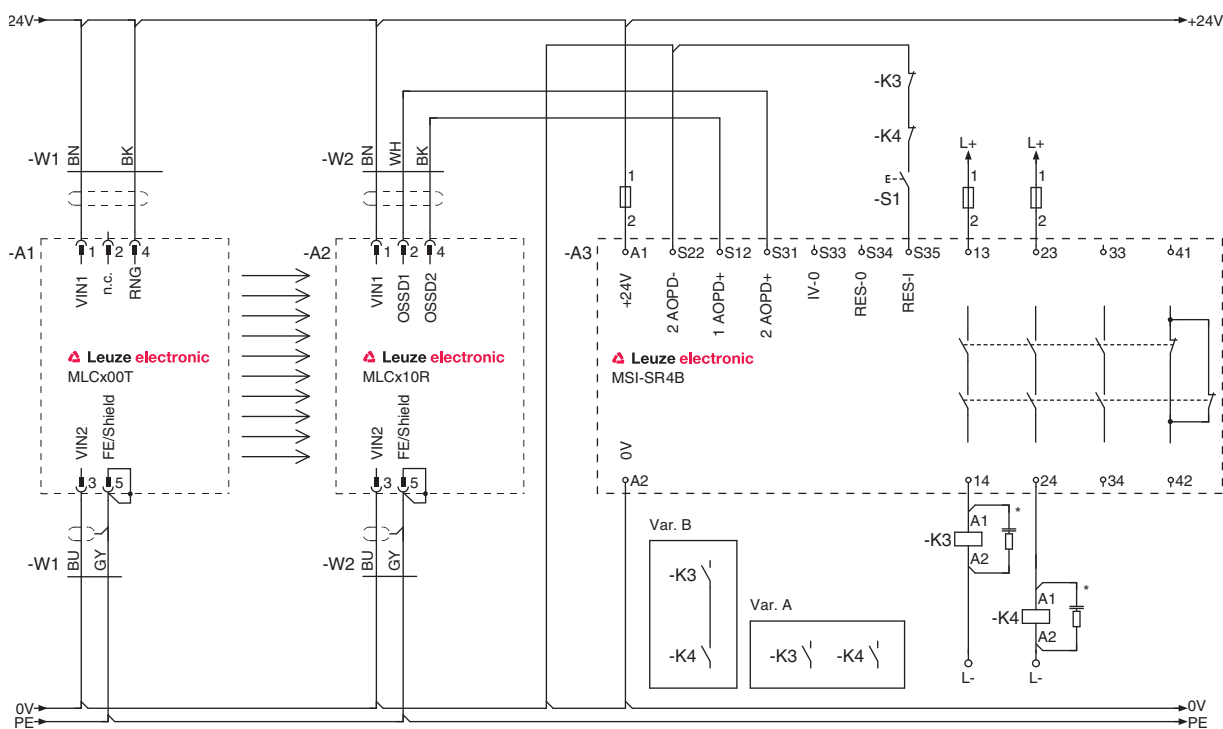 24V
+24V
-K3
-W1
BN
BK
-W2
BN
WH
BK
-K4
L+
L+
E
-S1
1
2
1
2
1
2
-A1
1
2
4
-A2
1
2
4
-A3
A1
S22
S12
S31
S33
S34
S35
13
23
33
41
VIN1
n.c.
RNG
VIN1
OSSD1
OSSD2
+24V
2 AOPD-
1 AOPD+
2 AOPD+
IV-0
RES-0
RES-I
Leuze electronic
MLCx00T
Leuze electronic
MLCx10R
Leuze electronic
MSI-SR4B
VIN2
FE/Shield
VIN2
FE/Shield
0V
3
5
3
5
A2
14
24
34
42
-W1
BU
GY
-W2
BU
GY
Var. B
-K3
-K4
Var. A
-K3
-K4
-K3
A1
A2
*
-K4
A1
A2
*
L-
L-
0V
0V
PE
PE